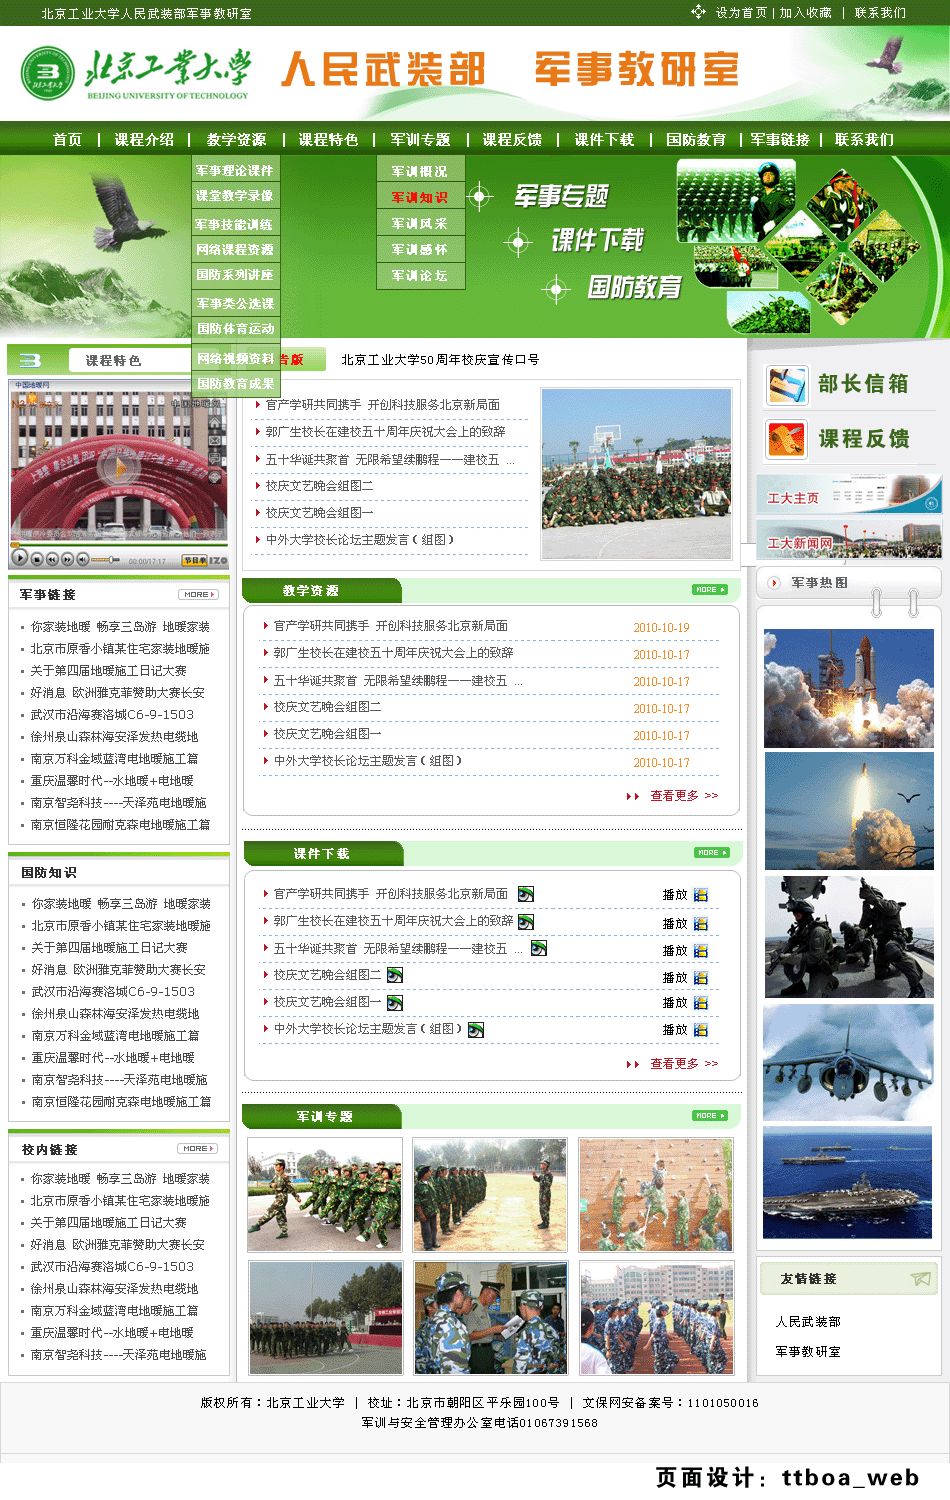 北京工业大学人民武装部军事教研室
设为首页 | 加入收藏 | 联系我们
北京工业大学
BEIJING UNIVERSITY OF TECHNOLOGY
人民武装部 军事教研室
首页 | 课程介绍 | 教学资源 | 课程特色 | 军训专题 | 课程反馈 | 课件下载 | 国防教育 | 军事链接 | 联系我们
军事理论课件
课堂教学录像
军事技能训练
网络课程资源
国防系列讲座
军事类公选课
国防体育运动
网络视频资料
国防教育成果
军训概况
军训知识
军训风采
军训感怀
军训论坛
军事专题
课件下载
国防教育
课程特色
告版
北京工业大学50周年校庆宣传口号
中国地暖网
00:00/17:17
节目单
官产学研共同携手 开创科技服务北京新局面
郭广生校长在建校五十周年庆祝大会上的致辞
五十华诞共聚首 无限希望续鹏程——建校五 ...
校庆文艺晚会组图二
校庆文艺晚会组图一
中外大学校长论坛主题发言(组图)
部长信箱
课程反馈
工大主页
工大新闻网
军事热图
军事链接
MORE
你家装地暖 畅享三岛游 地暖家装
北京市原香小镇某住宅家装地暖施
关于第四届地暖施工日记大赛
好消息 欧洲雅克菲赞助大赛长安
武汉市沿海赛洛城C6-9-1503
徐州泉山森林海安泽发热电缆地
南京万科金域蓝湾电地暖施工篇
重庆温馨时代--水地暖+电地暖
南京智尧科技----天泽苑电地暖施
南京恒隆花园耐克森电地暖施工篇
教学资源
MORE
官产学研共同携手 开创科技服务北京新局面 2010-10-19
郭广生校长在建校五十周年庆祝大会上的致辞 2010-10-17
五十华诞共聚首 无限希望续鹏程——建校五 ... 2010-10-17
校庆文艺晚会组图二 2010-10-17
校庆文艺晚会组图一 2010-10-17
中外大学校长论坛主题发言(组图) 2010-10-17
查看更多 >>
国防知识
你家装地暖 畅享三岛游 地暖家装
北京市原香小镇某住宅家装地暖施
关于第四届地暖施工日记大赛
好消息 欧洲雅克菲赞助大赛长安
武汉市沿海赛洛城C6-9-1503
徐州泉山森林海安泽发热电缆地
南京万科金域蓝湾电地暖施工篇
重庆温馨时代--水地暖+电地暖
南京智尧科技----天泽苑电地暖施
南京恒隆花园耐克森电地暖施工篇
课件下载
MORE
官产学研共同携手 开创科技服务北京新局面 播放
郭广生校长在建校五十周年庆祝大会上的致辞 播放
五十华诞共聚首 无限希望续鹏程——建校五 ... 播放
校庆文艺晚会组图二 播放
校庆文艺晚会组图一 播放
中外大学校长论坛主题发言(组图) 播放
查看更多 >>
校内链接
MORE
你家装地暖 畅享三岛游 地暖家装
北京市原香小镇某住宅家装地暖施
关于第四届地暖施工日记大赛
好消息 欧洲雅克菲赞助大赛长安
武汉市沿海赛洛城C6-9-1503
徐州泉山森林海安泽发热电缆地
南京万科金域蓝湾电地暖施工篇
重庆温馨时代--水地暖+电地暖
南京智尧科技----天泽苑电地暖施
军训专题
MORE
友情链接
人民武装部
军事教研室
版权所有：北京工业大学 | 校址：北京市朝阳区平乐园100号 | 文保网安备案号：1101050016
军训与安全管理办公室电话01067391568
页面设计：ttboa_web